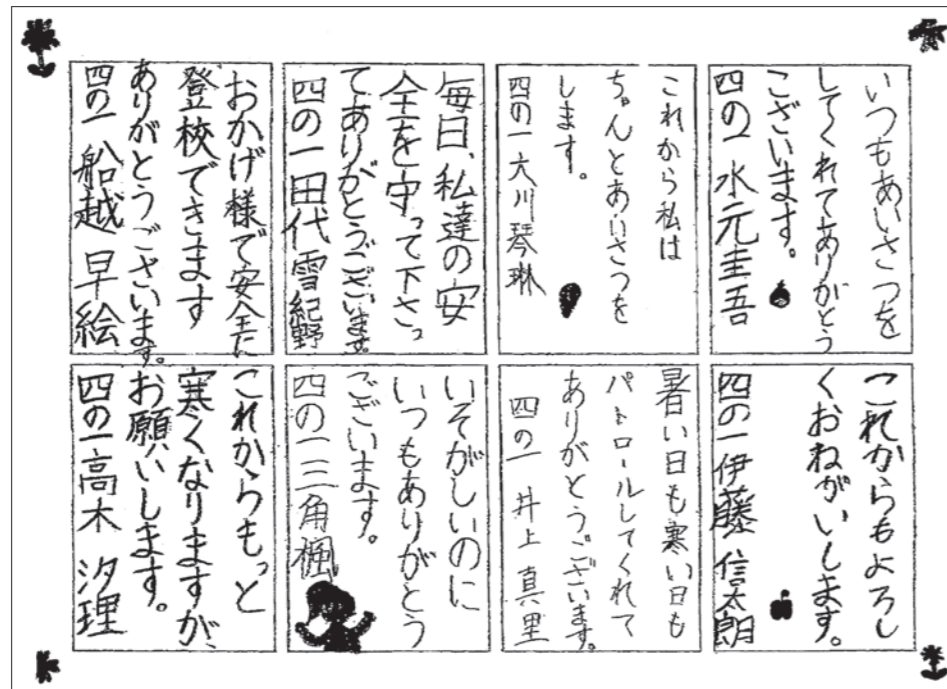 いつもあいさつを
してくれてありがとう
ございます。
四の一 水元圭吾
これから私は
ちゃんとあいさつを
します。
四の一 大川琴琳
毎日、私達の安
全を守って下さっ
てありがとうございます。
四の一 田代雪紀野
おかげ様で安全に
登校できます
ありがとうございます。
四の一 船越早絵
これからもよろし
くおねがいします。
四の一 伊藤信太朗
暑い日も寒い日も
パトロールしてくれて
ありがとうございます。
四の一 井上真里
いそがしいのに
いつもありがとう
ございます。
四の一 三角楓
これからもっと
寒くなりますが、
お願いします。
四の一 高木汐理